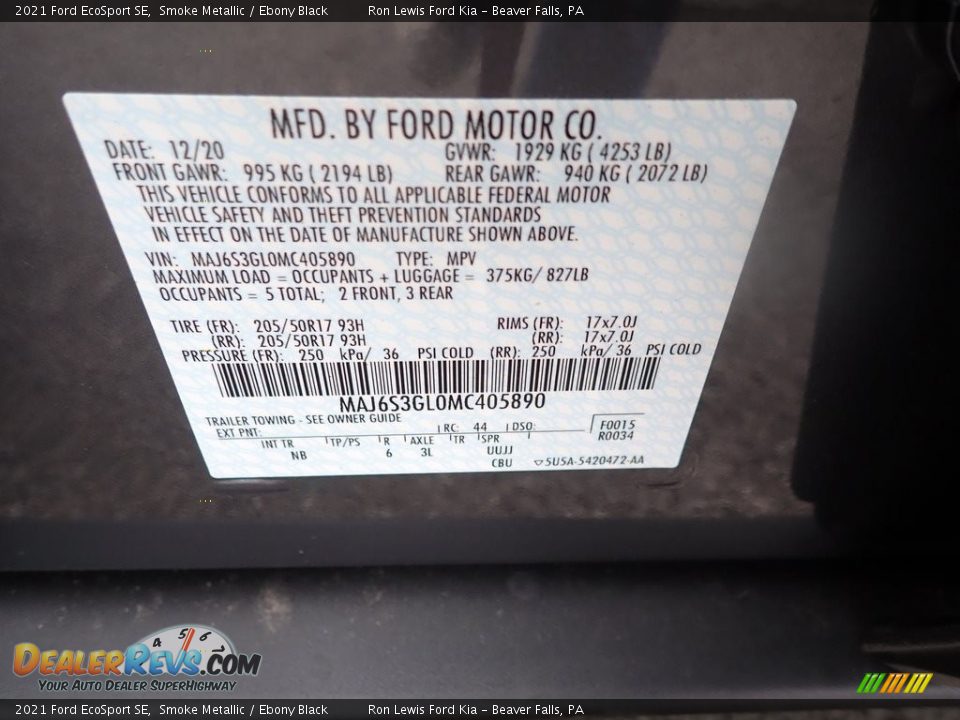 2021 Ford EcoSport SE, Smoke Metallic / Ebony Black Ron Lewis Ford Kia – Beaver Falls, PA
MFD. BY FORD MOTOR CO.
DATE: 12/20 GVWR: 1929 KG ( 4253 LB)
FRONT GAWR: 995 KG ( 2194 LB) REAR GAWR: 940 KG ( 2072 LB)
THIS VEHICLE CONFORMS TO ALL APPLICABLE FEDERAL MOTOR
VEHICLE SAFETY AND THEFT PREVENTION STANDARDS
IN EFFECT ON THE DATE OF MANUFACTURE SHOWN ABOVE.
VIN: MAJ6S3GL0MC405890 TYPE: MPV
MAXIMUM LOAD = OCCUPANTS + LUGGAGE = 375KG/ 827LB
OCCUPANTS = 5 TOTAL; 2 FRONT, 3 REAR
TIRE (FR): 205/50R17 93H RIMS (FR): 17x7.0J
(RR): 205/50R17 93H (RR): 17x7.0J
PRESSURE (FR): 250 kPa/ 36 PSI COLD (RR): 250 kPa/ 36 PSI COLD
MAJ6S3GL0MC405890
TRAILER TOWING - SEE OWNER GUIDE
EXT PNT: RC: 44 DSO: F0015
R0034
INT TR TP/PS R AXLE TR SPR
NB 6 3L UUJJ
CBU 5U5A-5420472-AA
4 5 6
DEALERREVS.COM
YOUR AUTO DEALER SUPERHIGHWAY
2021 Ford EcoSport SE, Smoke Metallic / Ebony Black Ron Lewis Ford Kia – Beaver Falls, PA